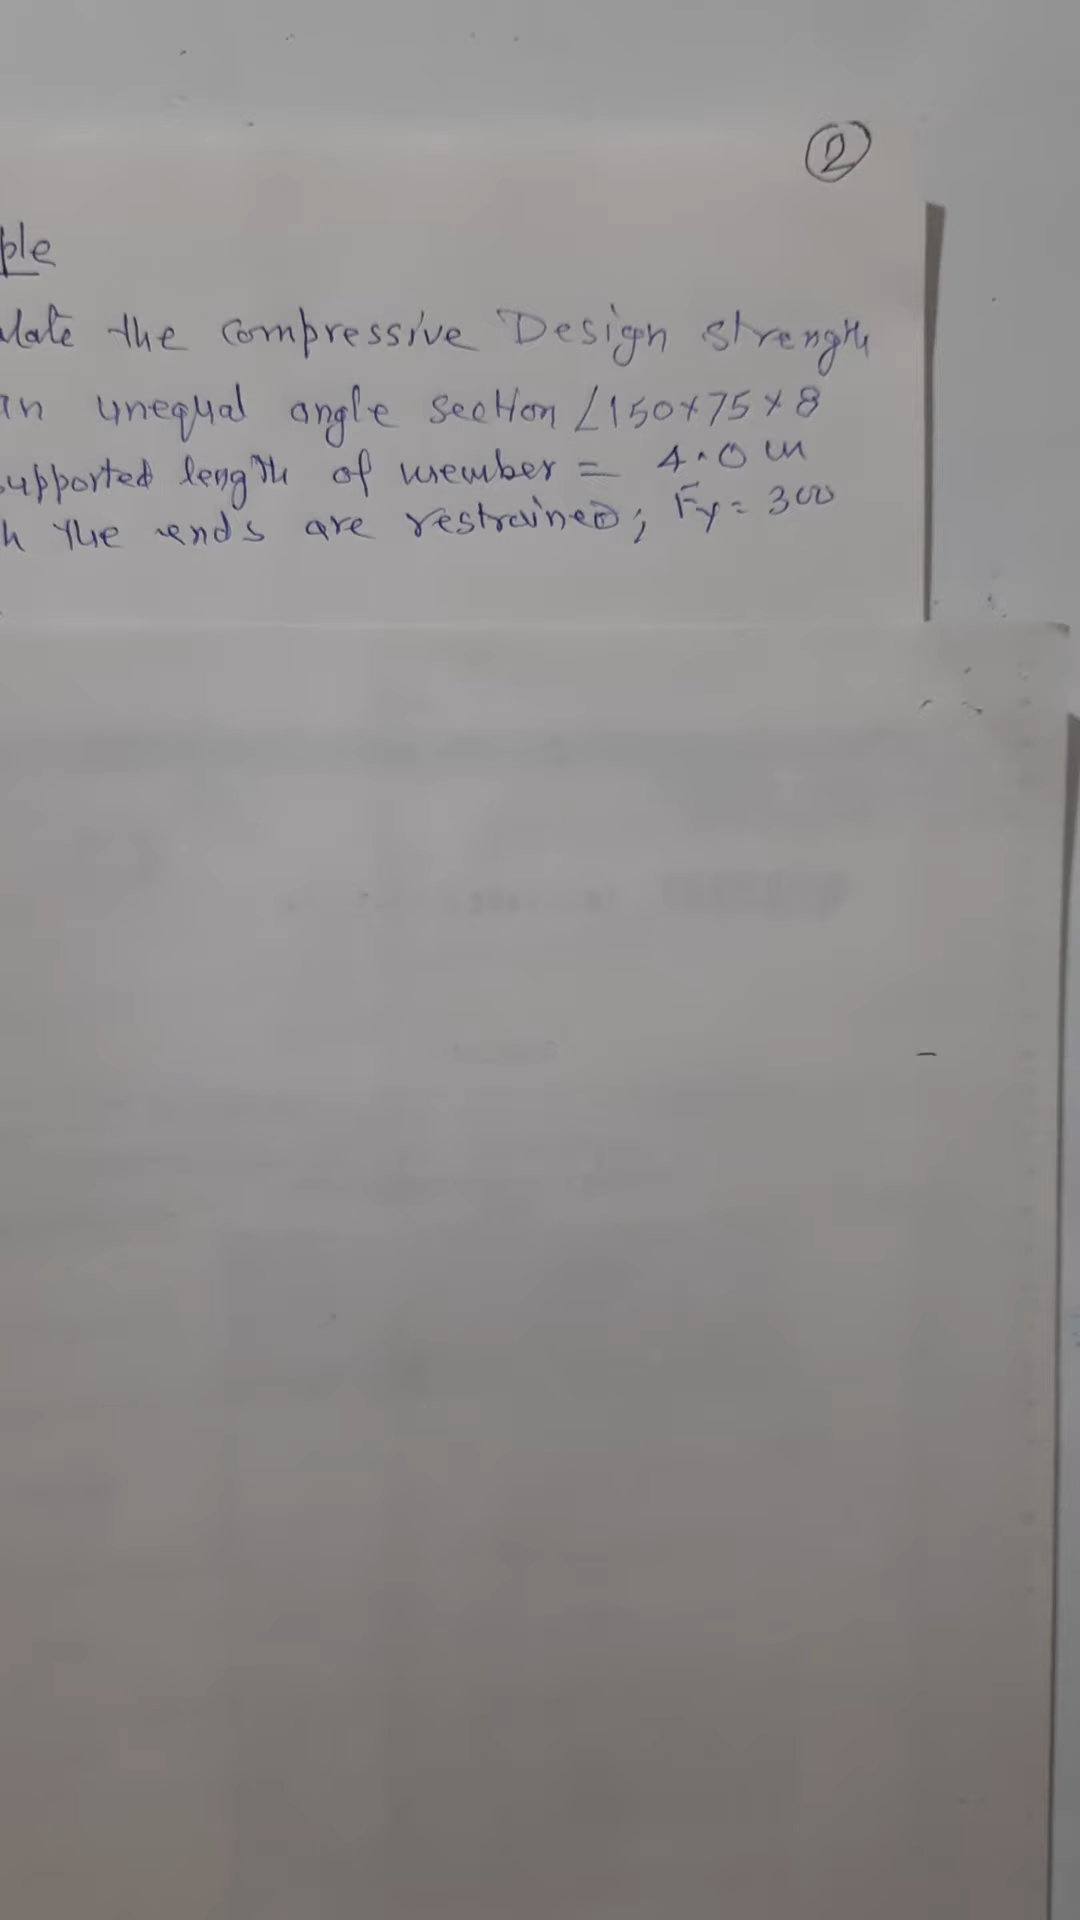 2
ple
late the compressive Design strength
an unequal angle section ∠150×75×8
supported length of member = 4.0 m
h the ends are restrained; Fy = 300